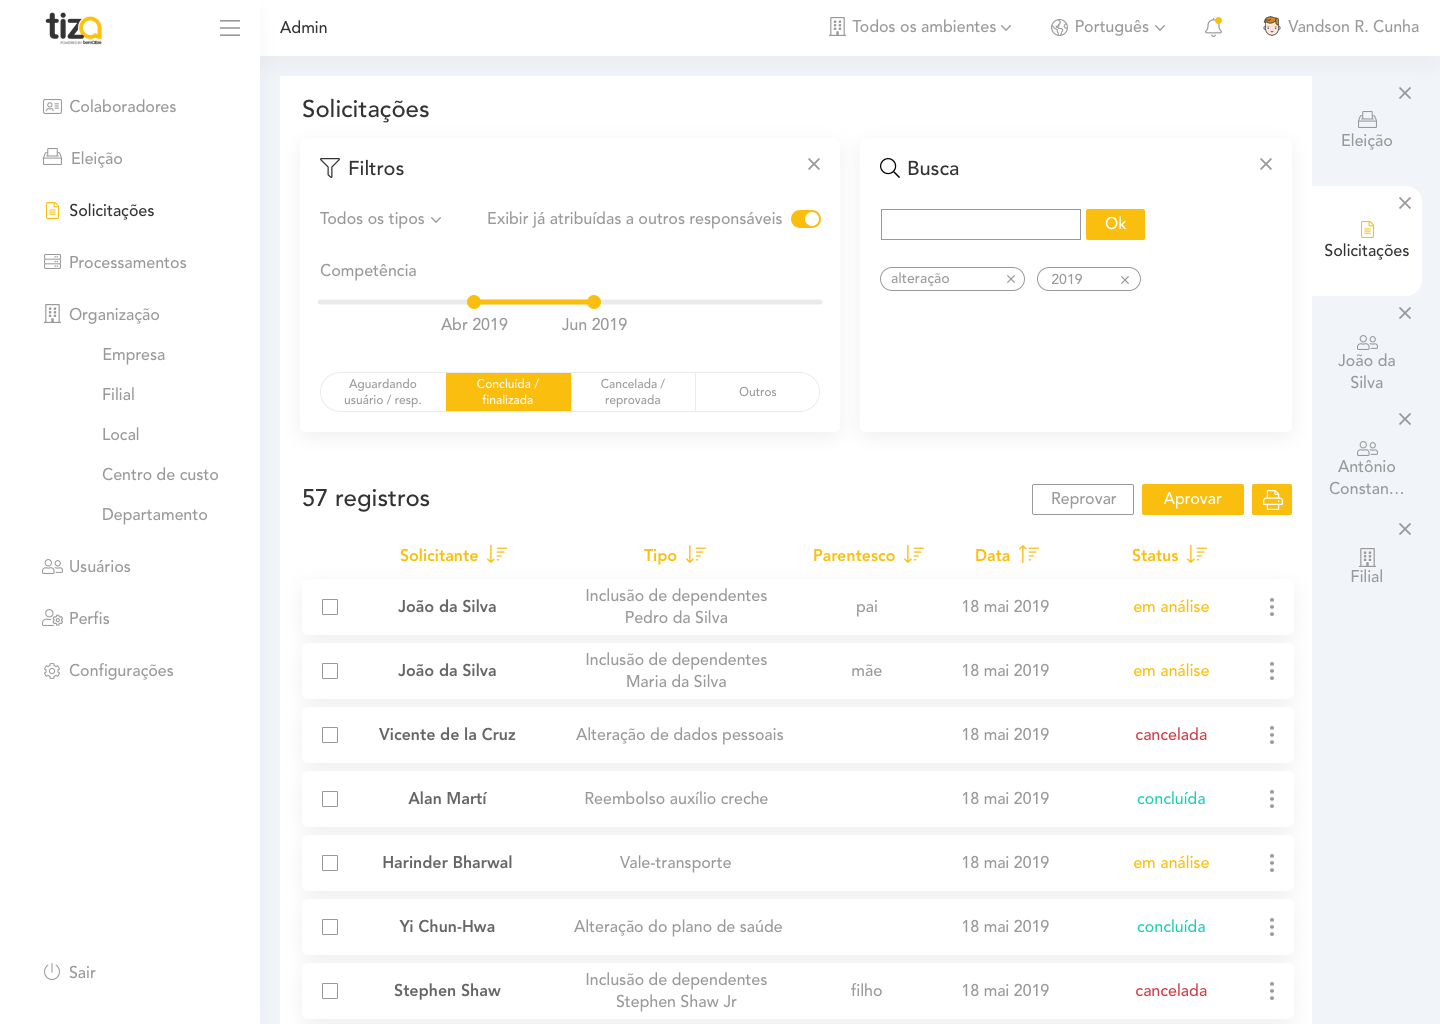 tiza
Admin
Todos os ambientes
Português
Vandson R. Cunha
Colaboradores
Eleição
Solicitações
Processamentos
Organização
Empresa
Filial
Local
Centro de custo
Departamento
Usuários
Perfis
Configurações
Sair
Solicitações
Filtros
Todos os tipos
Exibir já atribuídas a outros responsáveis
Competência
Abr 2019
Jun 2019
Aguardando
usuário / resp.
Concluída /
finalizada
Cancelada /
reprovada
Outros
Busca
Ok
alteração
2019
57 registros
Reprovar
Aprovar
Solicitante
Tipo
Parentesco
Data
Status
João da Silva
Inclusão de dependentes
Pedro da Silva
pai
18 mai 2019
em análise
João da Silva
Inclusão de dependentes
Maria da Silva
mãe
18 mai 2019
em análise
Vicente de la Cruz
Alteração de dados pessoais
18 mai 2019
cancelada
Alan Martí
Reembolso auxílio creche
18 mai 2019
concluída
Harinder Bharwal
Vale-transporte
18 mai 2019
em análise
Yi Chun-Hwa
Alteração do plano de saúde
18 mai 2019
concluída
Stephen Shaw
Inclusão de dependentes
Stephen Shaw Jr
filho
18 mai 2019
cancelada
Eleição
Solicitações
João da
Silva
Antônio
Constan...
Filial